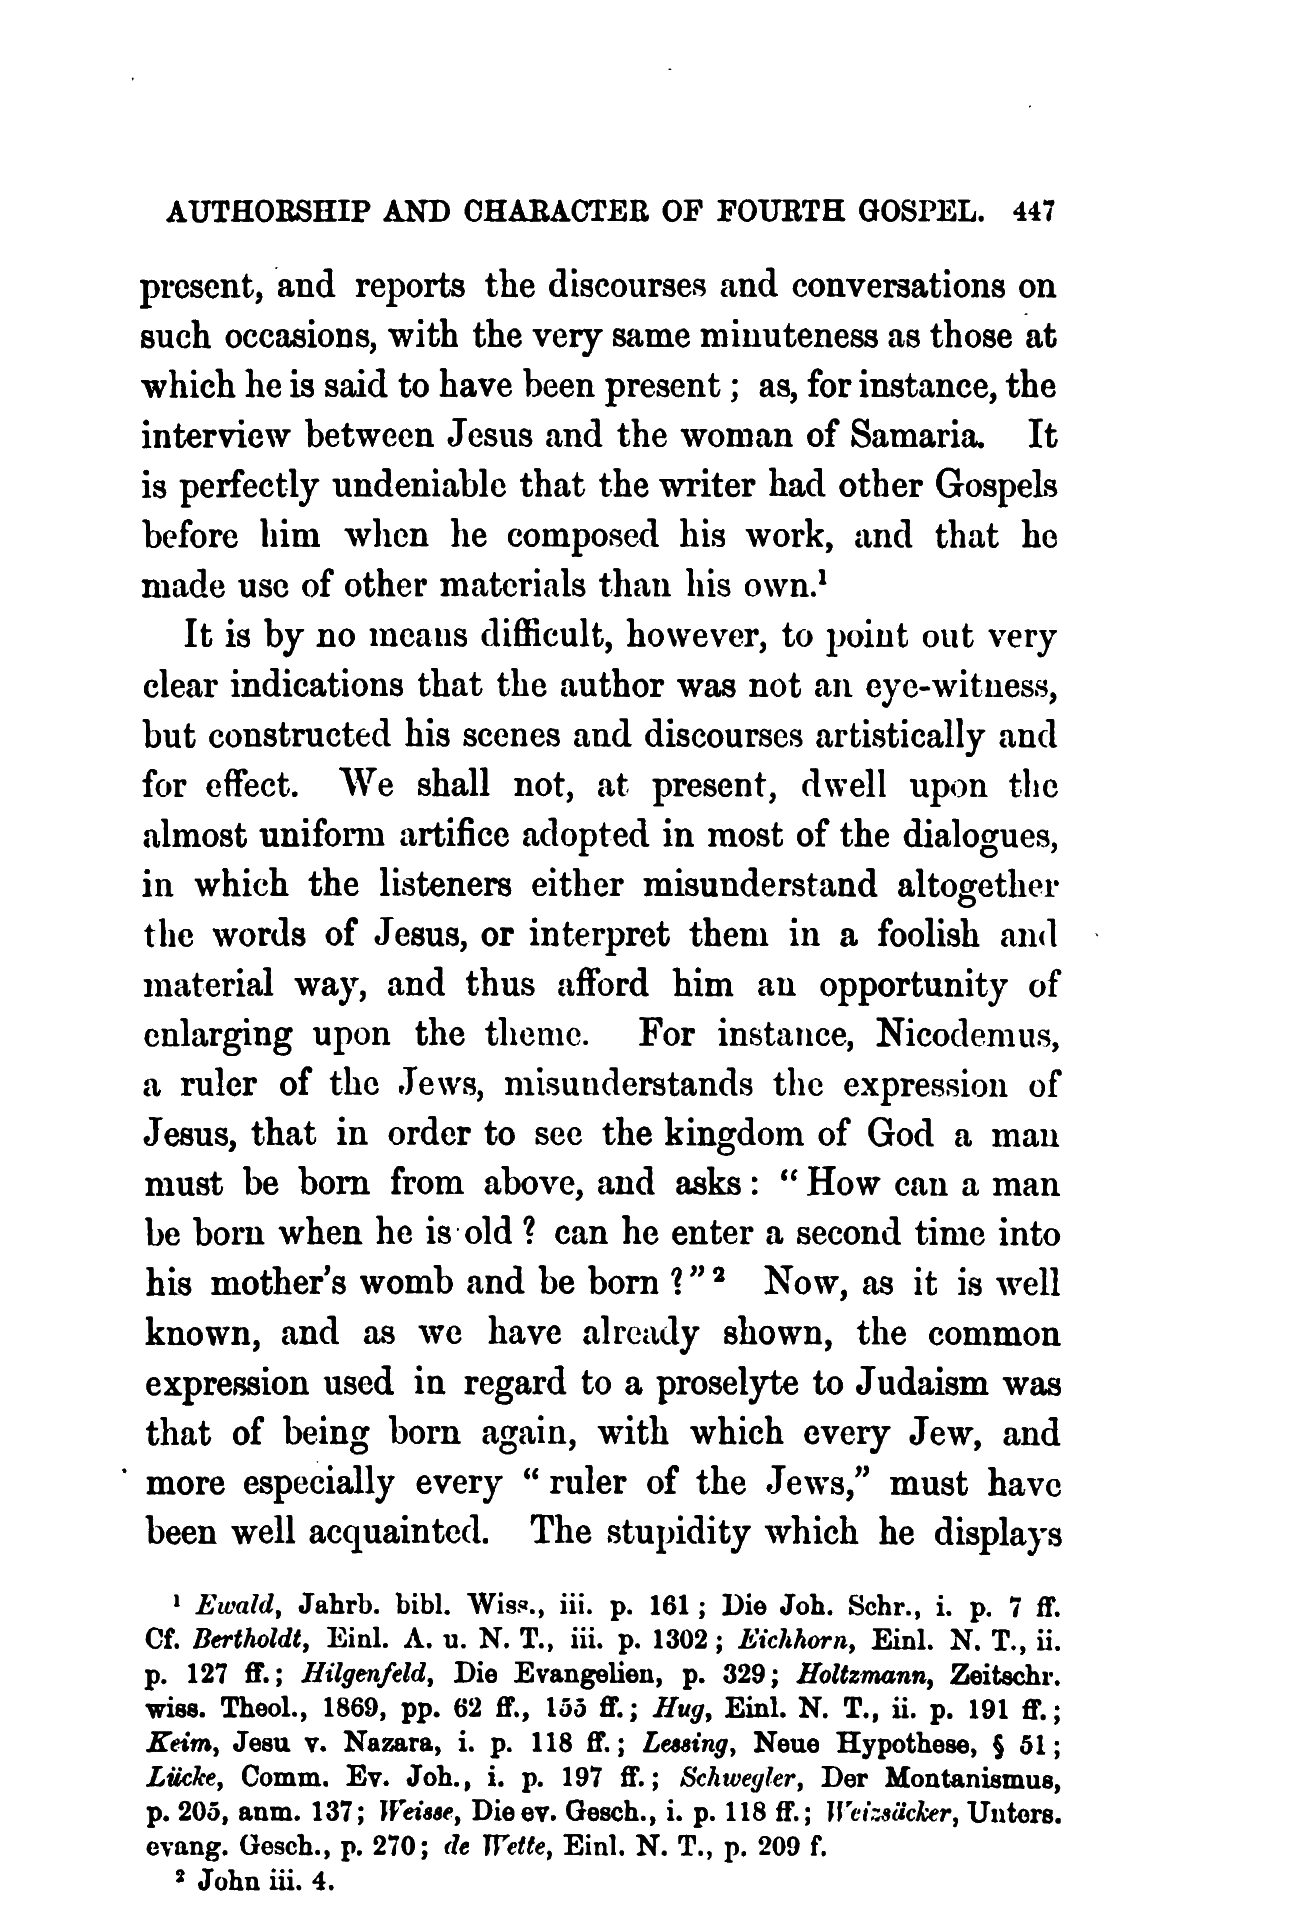 AUTHORSHIP AND CHARACTER OF FOURTH GOSPEL. 447
present, and reports the discourses and conversations on
such occasions, with the very same minuteness as those at
which he is said to have been present ; as, for instance, the
interview between Jesus and the woman of Samaria. It
is perfectly undeniable that the writer had other Gospels
before him when he composed his work, and that he
made use of other materials than his own.¹
It is by no means difficult, however, to point out very
clear indications that the author was not an eye-witness,
but constructed his scenes and discourses artistically and
for effect. We shall not, at present, dwell upon the
almost uniform artifice adopted in most of the dialogues,
in which the listeners either misunderstand altogether
the words of Jesus, or interpret them in a foolish and
material way, and thus afford him an opportunity of
enlarging upon the theme. For instance, Nicodemus,
a ruler of the Jews, misunderstands the expression of
Jesus, that in order to see the kingdom of God a man
must be born from above, and asks : “ How can a man
be born when he is old ? can he enter a second time into
his mother's womb and be born ?” ² Now, as it is well
known, and as we have already shown, the common
expression used in regard to a proselyte to Judaism was
that of being born again, with which every Jew, and
more especially every “ ruler of the Jews,” must have
been well acquainted. The stupidity which he displays
¹ Ewald, Jahrb. bibl. Wiss., iii. p. 161 ; Die Joh. Schr., i. p. 7 ff.
Cf. Bertholdt, Einl. A. u. N. T., iii. p. 1302 ; Eichhorn, Einl. N. T., ii.
p. 127 ff. ; Hilgenfeld, Die Evangelien, p. 329 ; Holtzmann, Zeitschr.
wiss. Theol., 1869, pp. 62 ff., 155 ff. ; Hug, Einl. N. T., ii. p. 191 ff. ;
Keim, Jesu v. Nazara, i. p. 118 ff. ; Lessing, Neue Hypothese, § 51 ;
Lücke, Comm. Ev. Joh., i. p. 197 ff. ; Schwegler, Der Montanismus,
p. 205, anm. 137 ; Weisse, Die ev. Gesch., i. p. 118 ff. ; Weizsäcker, Unters.
evang. Gesch., p. 270 ; de Wette, Einl. N. T., p. 209 f.
² John iii. 4.